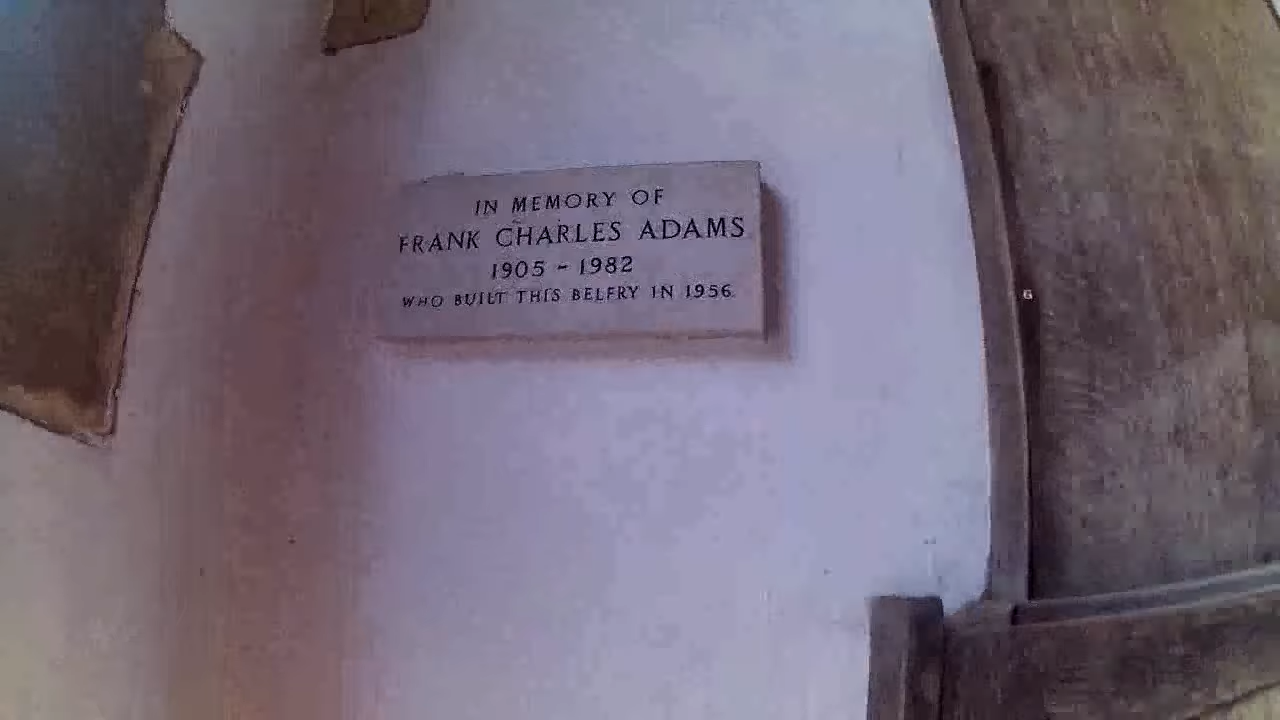 IN MEMORY OF
FRANK CHARLES ADAMS
1905 - 1982
WHO BUILT THIS BELFRY IN 1956.
G